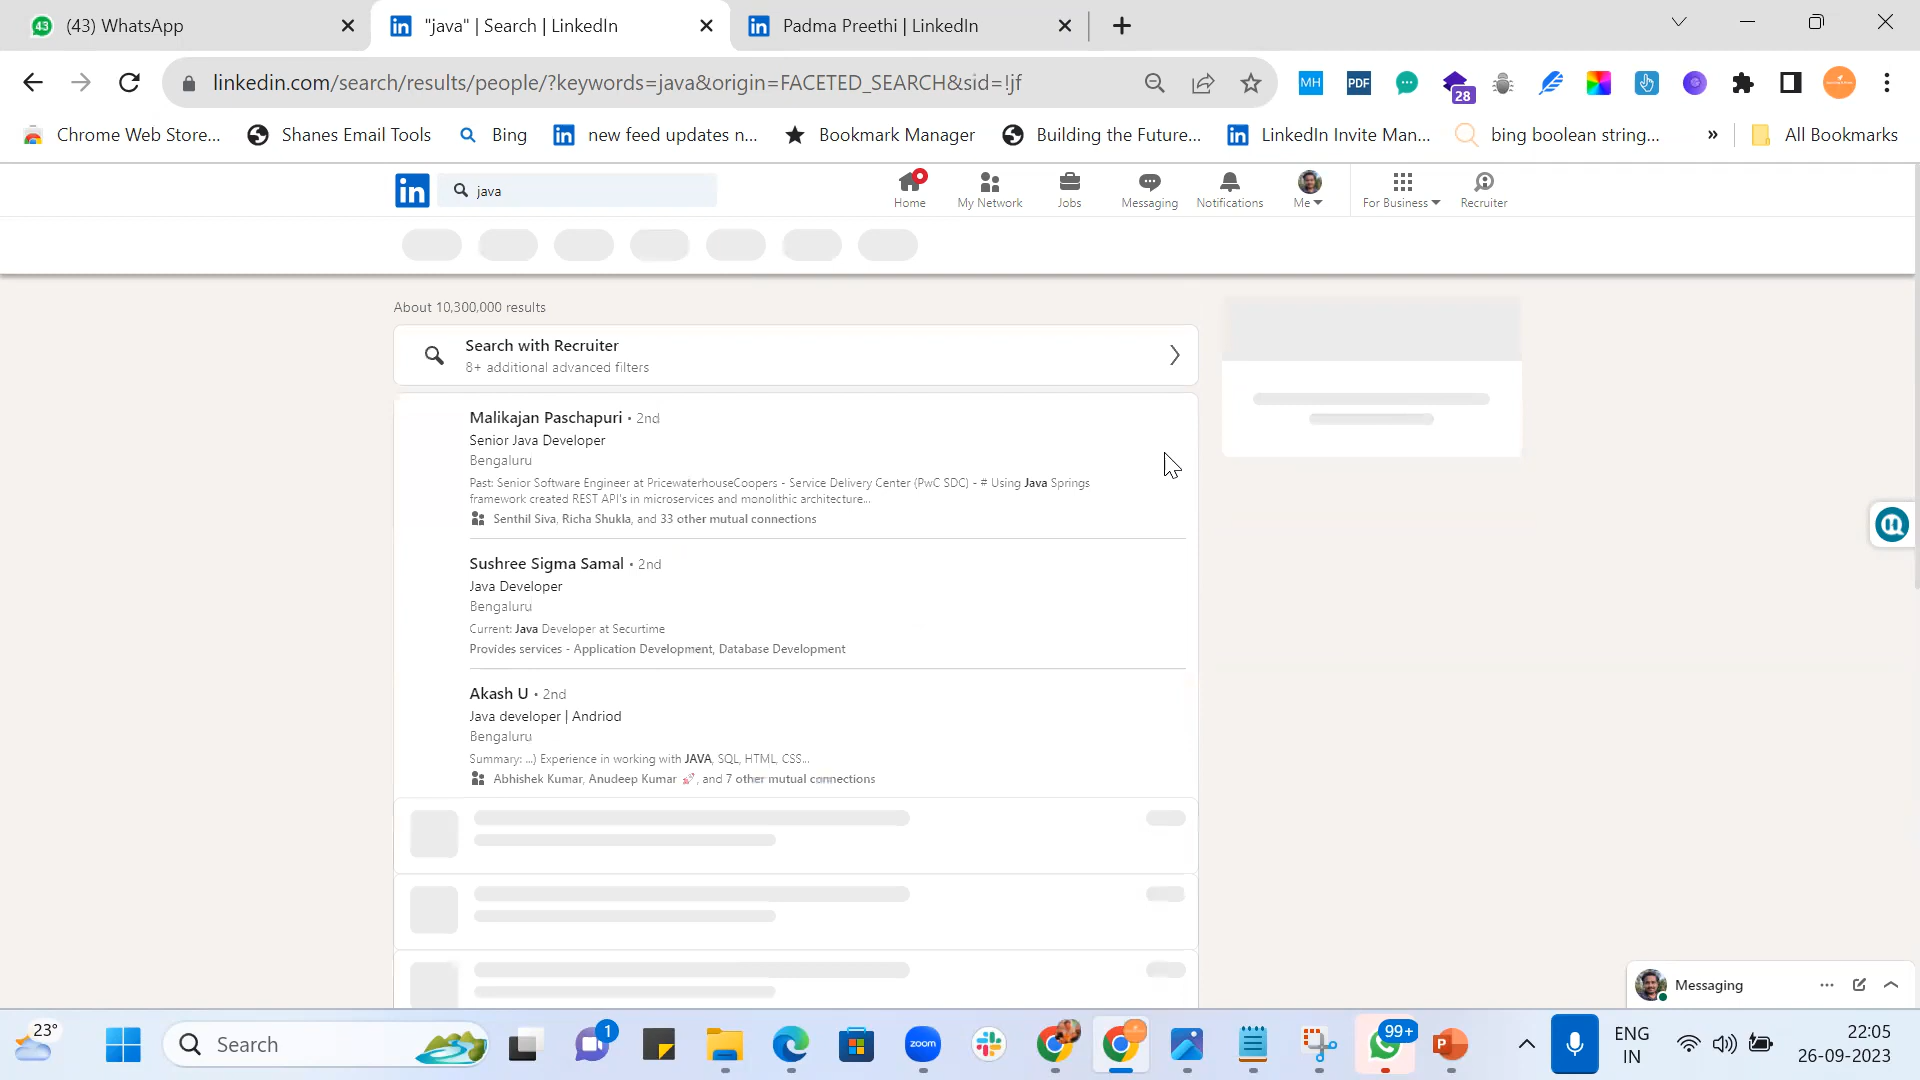 43
(43) WhatsApp
"java" | Search | LinkedIn
Padma Preethi | LinkedIn
linkedin.com/search/results/people/?keywords=java&origin=FACETED_SEARCH&sid=!jf
MH
PDF
28
Chrome Web Store...
Shanes Email Tools
Bing
new feed updates n...
Bookmark Manager
Building the Future...
LinkedIn Invite Man...
bing boolean string...
»
All Bookmarks
in
java
Home
My Network
Jobs
Messaging
Notifications
Me
For Business
Recruiter
About 10,300,000 results
Search with Recruiter
8+ additional advanced filters
Malikajan Paschapuri • 2nd
Senior Java Developer
Bengaluru
Past: Senior Software Engineer at PricewaterhouseCoopers - Service Delivery Center (PwC SDC) - # Using Java Springs
framework created REST API's in microservices and monolithic architecture...
Senthil Siva, Richa Shukla, and 33 other mutual connections
Sushree Sigma Samal • 2nd
Java Developer
Bengaluru
Current: Java Developer at Securtime
Provides services - Application Development, Database Development
Akash U • 2nd
Java developer | Andriod
Bengaluru
Summary: ...) Experience in working with JAVA, SQL, HTML, CSS...
Abhishek Kumar, Anudeep Kumar 🚀, and 7 other mutual connections
Messaging
23°
Search
1
zoom
99+
P
ENG
IN
22:05
26-09-2023